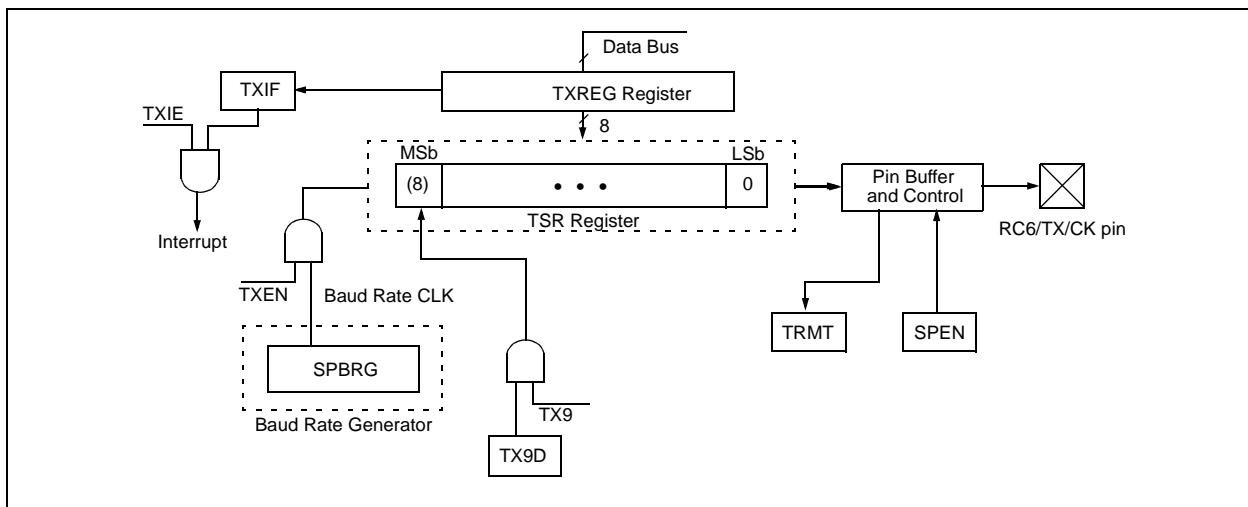 Data Bus
TXIF
TXREG Register
TXIE
8
MSb
LSb
(8)
• • •
0
Pin Buffer
and Control
TSR Register
Interrupt
RC6/TX/CK pin
TXEN
Baud Rate CLK
TRMT
SPEN
SPBRG
TX9
Baud Rate Generator
TX9D